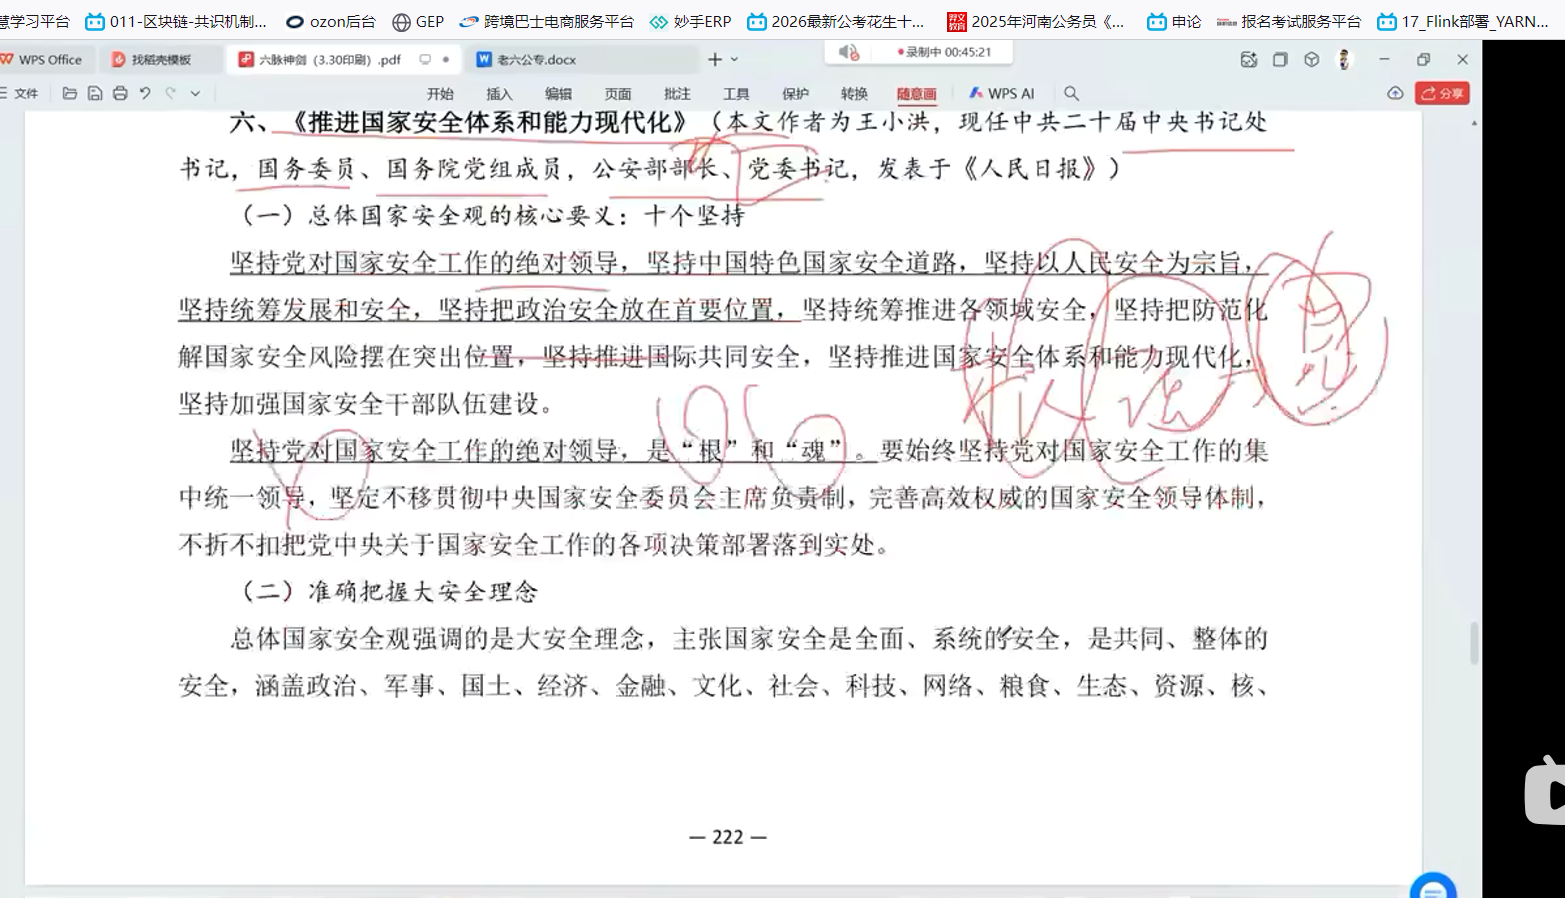 慧学习平台 011-区块链-共识机制... ozon后台 GEP 跨境巴士电商服务平台 妙手ERP 2026最新公考花生十... 2025年河南公务员《... 申论 报名考试服务平台 17_Flink部署_YARN...
WPS Office 找稻壳模板 六脉神剑（3.30印刷）.pdf 老六公专.docx 录制中 00:45:21
文件 开始 插入 编辑 页面 批注 工具 保护 转换 随意画 WPS AI 分享
六、《推进国家安全体系和能力现代化》（本文作者为王小洪，现任中共二十届中央书记处
书记，国务委员、国务院党组成员，公安部部长、党委书记，发表于《人民日报》）
（一）总体国家安全观的核心要义：十个坚持
坚持党对国家安全工作的绝对领导，坚持中国特色国家安全道路，坚持以人民安全为宗旨，
坚持统筹发展和安全，坚持把政治安全放在首要位置，坚持统筹推进各领域安全，坚持把防范化
解国家安全风险摆在突出位置，坚持推进国际共同安全，坚持推进国家安全体系和能力现代化，
坚持加强国家安全干部队伍建设。
坚持党对国家安全工作的绝对领导，是“根”和“魂”。要始终坚持党对国家安全工作的集
中统一领导，坚定不移贯彻中央国家安全委员会主席负责制，完善高效权威的国家安全领导体制，
不折不扣把党中央关于国家安全工作的各项决策部署落到实处。
（二）准确把握大安全理念
总体国家安全观强调的是大安全理念，主张国家安全是全面、系统的安全，是共同、整体的
安全，涵盖政治、军事、国土、经济、金融、文化、社会、科技、网络、粮食、生态、资源、核、
— 222 —